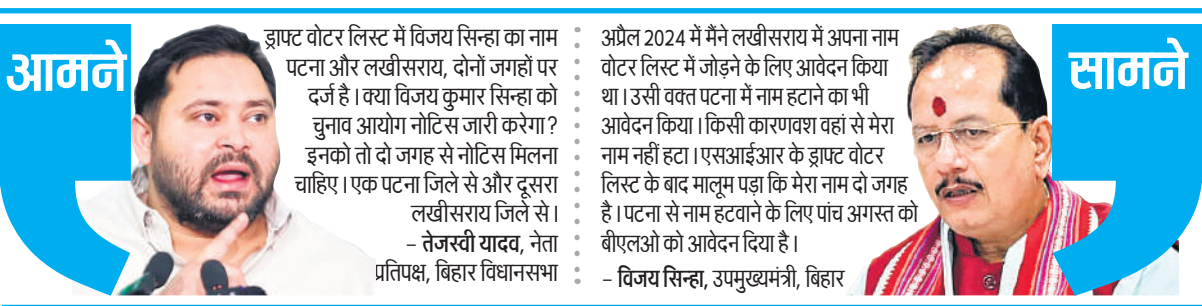 आमने
ड्राफ्ट वोटर लिस्ट में विजय सिन्हा का नाम
पटना और लखीसराय, दोनों जगहों पर
दर्ज है। क्या विजय कुमार सिन्हा को
चुनाव आयोग नोटिस जारी करेगा?
इनको तो दो जगह से नोटिस मिलना
चाहिए। एक पटना जिले से और दूसरा
लखीसराय जिले से।
– तेजस्वी यादव, नेता
प्रतिपक्ष, बिहार विधानसभा
अप्रैल 2024 में मैंने लखीसराय में अपना नाम
वोटर लिस्ट में जोड़ने के लिए आवेदन किया
था। उसी वक्त पटना में नाम हटाने का भी
आवेदन किया। किसी कारणवश वहां से मेरा
नाम नहीं हटा। एसआईआर के ड्राफ्ट वोटर
लिस्ट के बाद मालूम पड़ा कि मेरा नाम दो जगह
है। पटना से नाम हटवाने के लिए पांच अगस्त को
बीएलओ को आवेदन दिया है।
– विजय सिन्हा, उपमुख्यमंत्री, बिहार
सामने